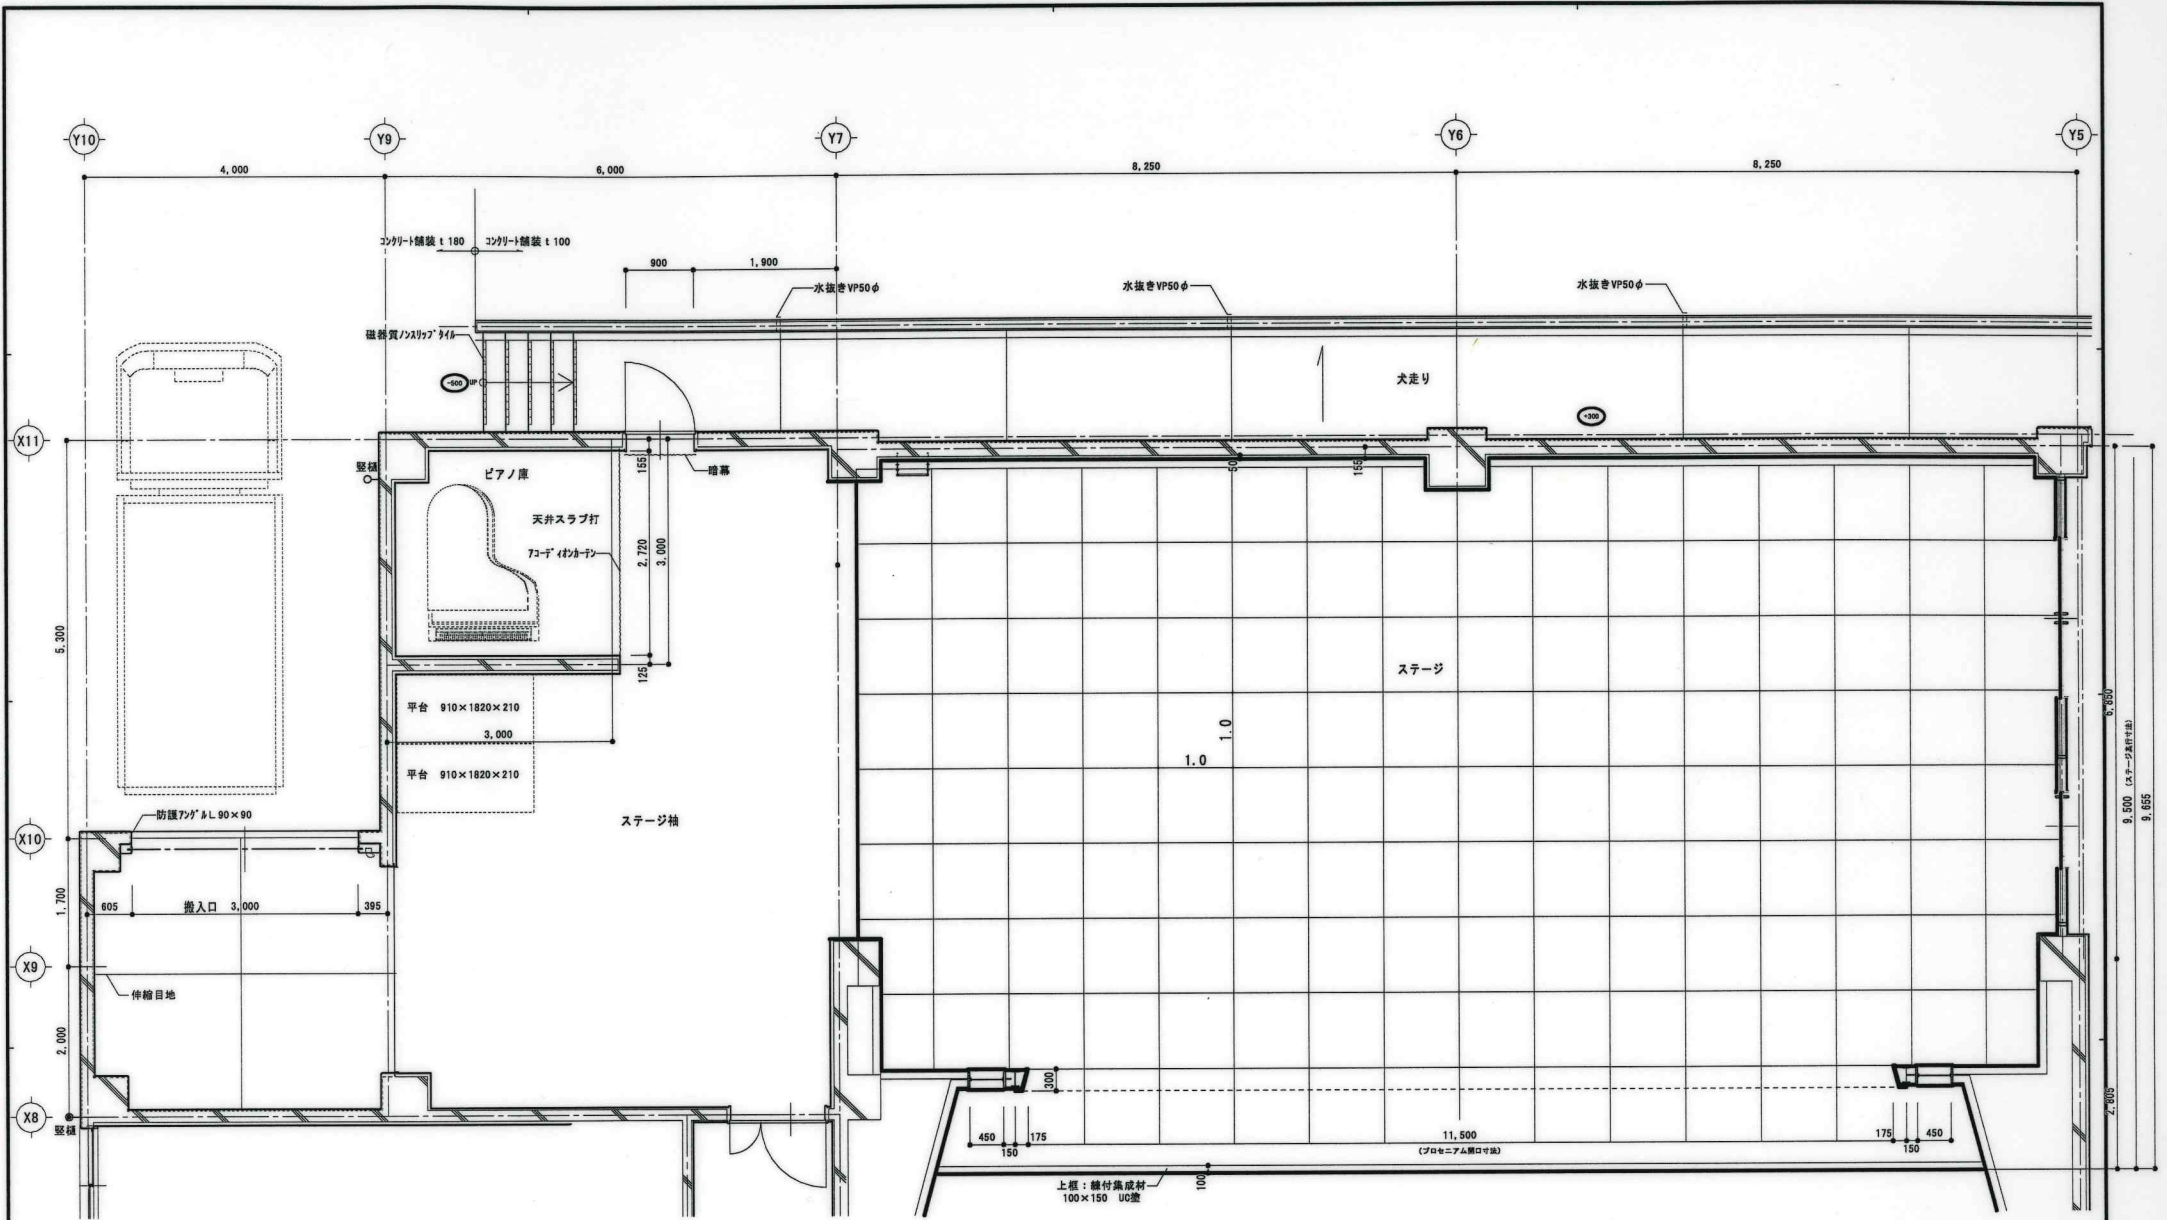 Y10
Y9
Y7
Y6
Y5
4,000
6,000
8,250
8,250
コンクリート舗装 t 180
コンクリート舗装 t 100
900
1,900
水抜きVP50φ
水抜きVP50φ
水抜きVP50φ
磁器質ノンスリップタイル
-500
UP
犬走り
+300
X11
竪樋
ピアノ庫
155
暗幕
50
155
天井スラブ打
アコーディオンカーテン
2,720
3,000
5,300
125
ステージ
6,850
平台 910×1820×210
3,000
平台 910×1820×210
1.0
1.0
9,500 (ステージ奥行寸法)
9,655
防護アングルL 90×90
ステージ袖
X10
1,700
605
搬入口 3,000
395
X9
伸縮目地
2,000
300
X8
竪樋
2,805
450
150
175
11,500
(プロセニアム開口寸法)
175
150
450
上框：練付集成材
100×150 UC塗
100